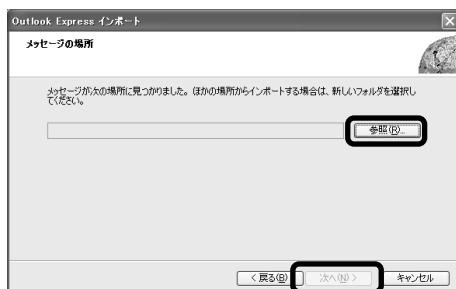 Outlook Express インポート
メッセージの場所
メッセージが次の場所に見つかりました。ほかの場所からインポートする場合は、新しいフォルダを選択し
てください。
参照(R)...
< 戻る(B)
次へ(N) >
キャンセル